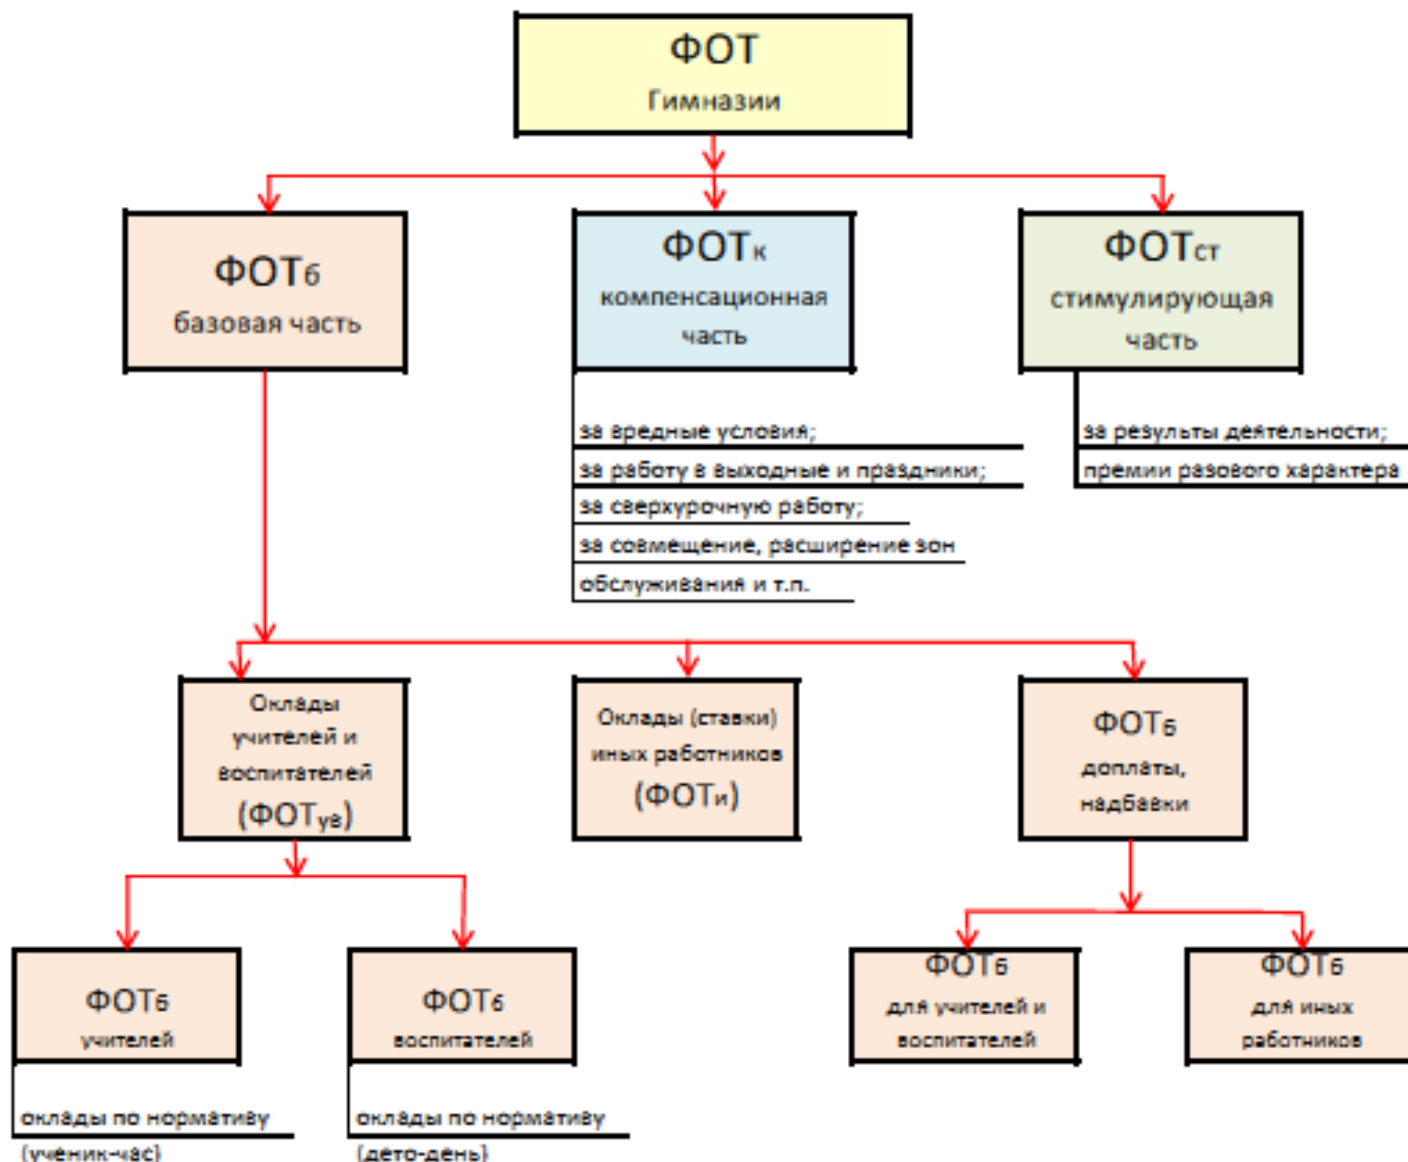 ФОТ
Гимназии
ФОТб
базовая часть
ФОТк
компенсационная
часть
ФОТст
стимулирующая
часть
за вредные условия;
за работу в выходные и праздники;
за сверхурочную работу;
за совмещение, расширение зон
обслуживания и т.п.
за результы деятельности;
премии разового характера
Оклады
учителей и
воспитателей
(ФОТув)
Оклады (ставки)
иных работников
(ФОТи)
ФОТб
доплаты,
надбавки
ФОТб
учителей
оклады по нормативу
(ученик-час)
ФОТб
воспитателей
оклады по нормативу
(дето-день)
ФОТб
для учителей и
воспитателей
ФОТб
для иных
работников